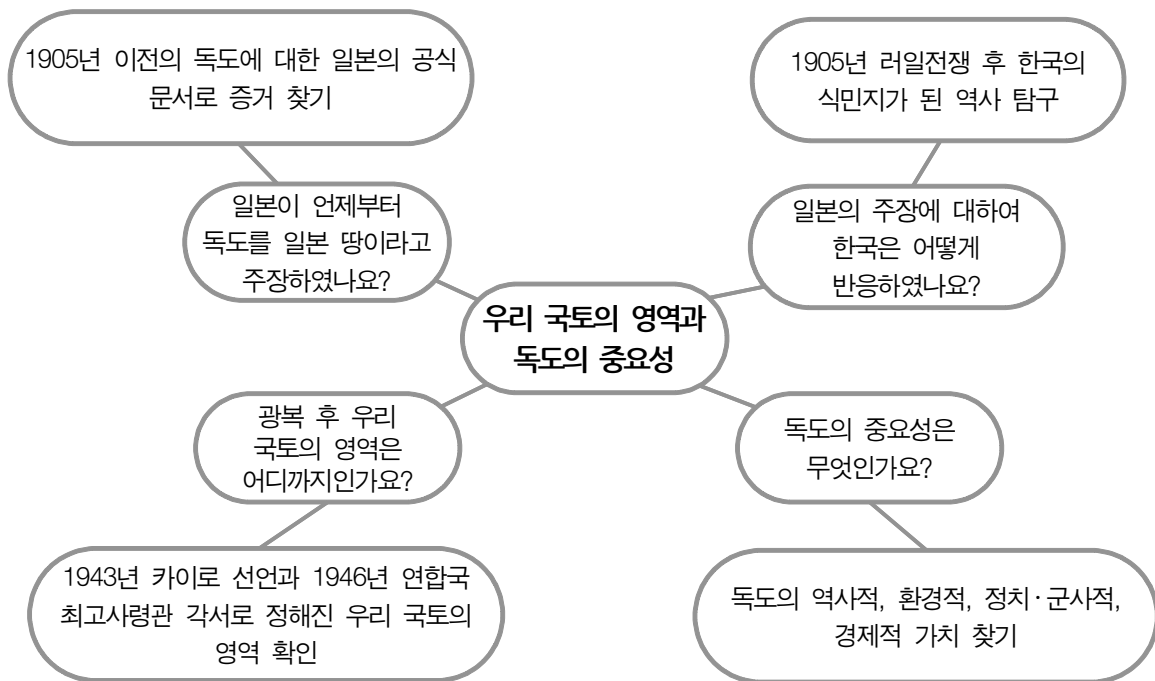 1905년 이전의 독도에 대한 일본의 공식
문서로 증거 찾기
1905년 러일전쟁 후 한국의
식민지가 된 역사 탐구
일본이 언제부터
독도를 일본 땅이라고
주장하였나요?
일본의 주장에 대하여
한국은 어떻게
반응하였나요?
우리 국토의 영역과
독도의 중요성
광복 후 우리
국토의 영역은
어디까지인가요?
독도의 중요성은
무엇인가요?
1943년 카이로 선언과 1946년 연합국
최고사령관 각서로 정해진 우리 국토의
영역 확인
독도의 역사적, 환경적, 정치·군사적,
경제적 가치 찾기